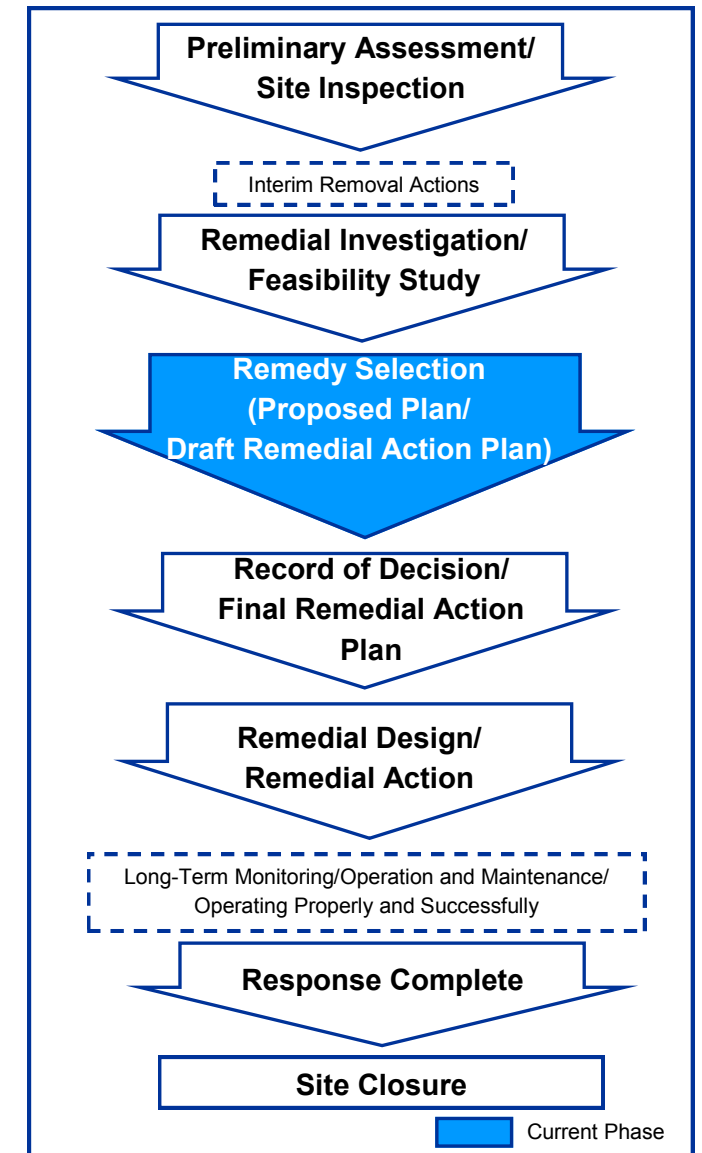 Preliminary Assessment/
Site Inspection
Interim Removal Actions
Remedial Investigation/
Feasibility Study
Remedy Selection
(Proposed Plan/
Draft Remedial Action Plan)
Record of Decision/
Final Remedial Action
Plan
Remedial Design/
Remedial Action
Long-Term Monitoring/Operation and Maintenance/
Operating Properly and Successfully
Response Complete
Site Closure
Current Phase